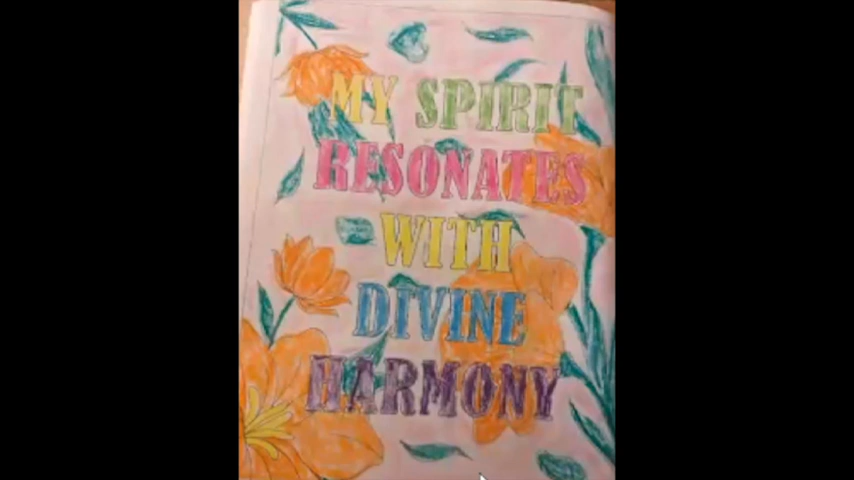 MY SPIRIT
RESONATES
WITH
DIVINE
HARMONY